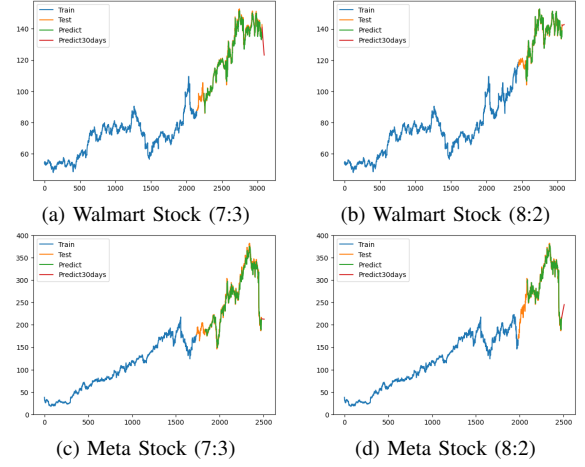 Train
Test
Predict
Predict30days
140
120
100
80
60
0 500 1000 1500 2000 2500 3000
(a) Walmart Stock (7:3)
Train
Test
Predict
Predict30days
140
120
100
80
60
0 500 1000 1500 2000 2500 3000
(b) Walmart Stock (8:2)
400
350
300
250
200
150
100
50
0
Train
Test
Predict
Predict30days
0 500 1000 1500 2000 2500
(c) Meta Stock (7:3)
400
350
300
250
200
150
100
50
0
Train
Test
Predict
Predict30days
0 500 1000 1500 2000 2500
(d) Meta Stock (8:2)